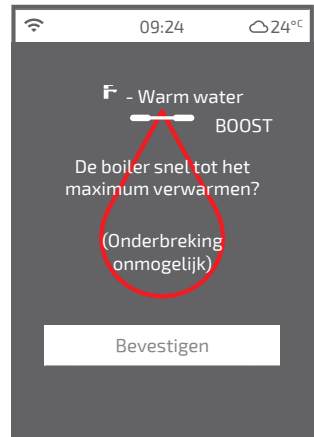 09:24 24°C
- Warm water
BOOST
De boiler snel tot het
maximum verwarmen?
(Onderbreking
onmogelijk)
Bevestigen